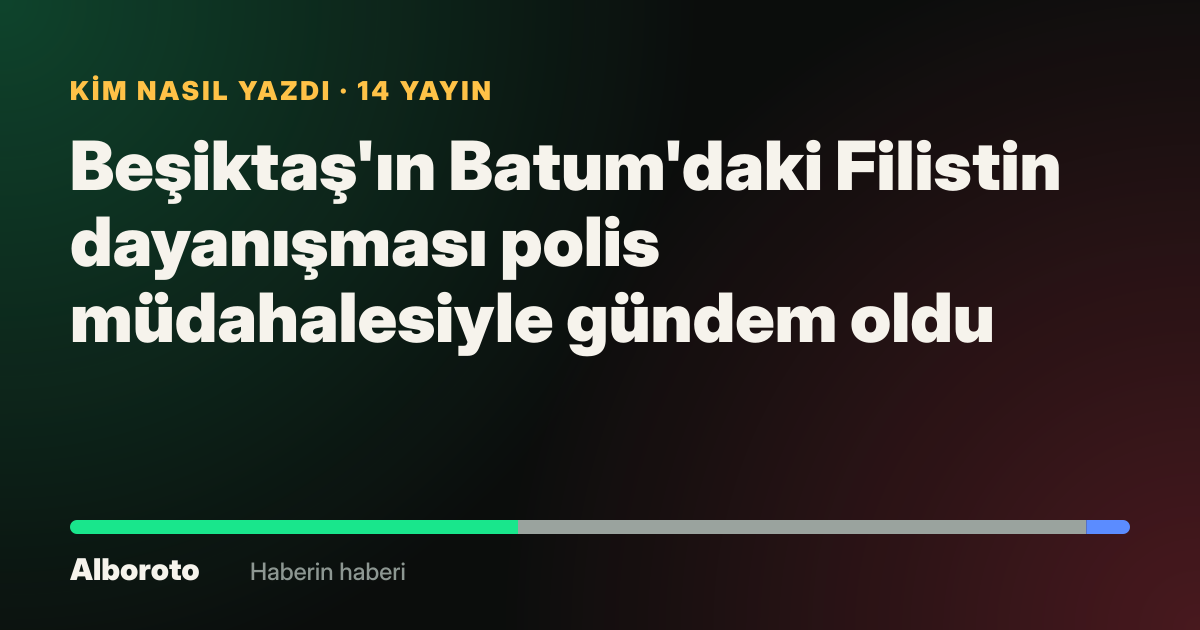 KİM NASIL YAZDI · 14 YAYIN
Beşiktaş'ın Batum'daki Filistin
dayanışması polis
müdahalesiyle gündem oldu
Alboroto
Haberin haberi